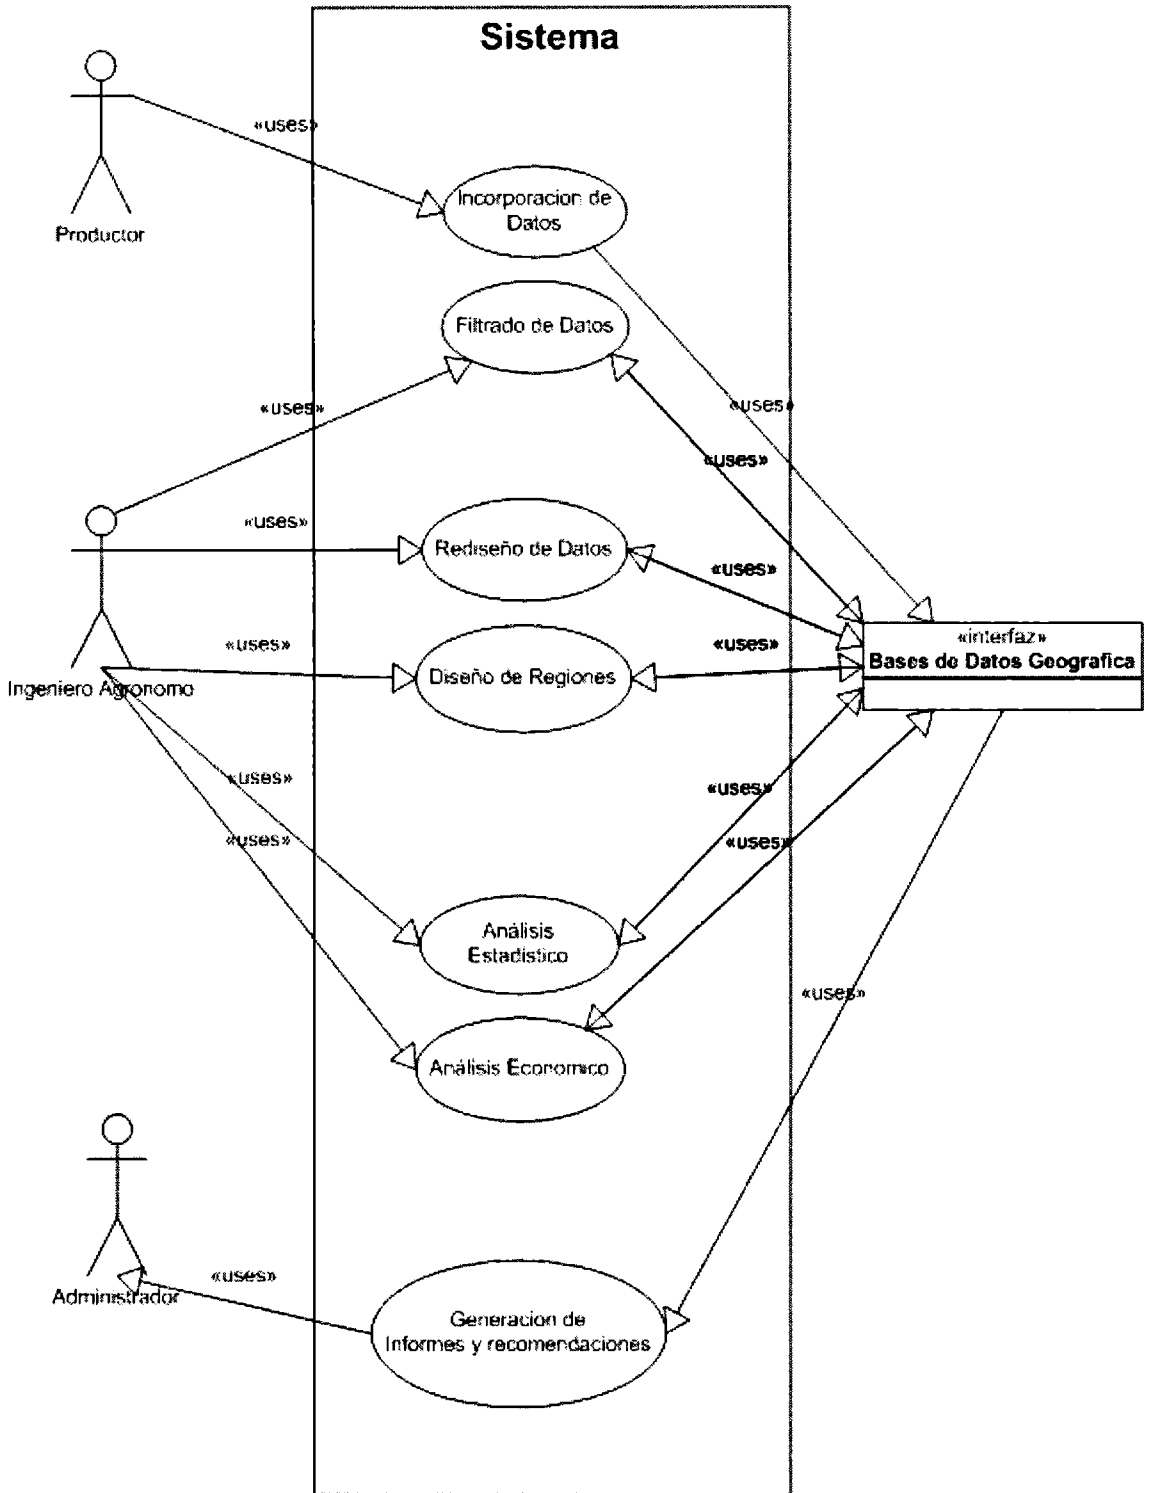 Sistema
«uses»
Productor
Incorporacion de
Datos
Filtrado de Datos
«uses»
«uses»
«uses»
«uses»
Rediseño de Datos
«uses»
«interfaz»
Bases de Datos Geografica
«uses»
Diseño de Regiones
«uses»
Ingeniero Agronomo
«uses»
«uses»
«uses»
«uses»
Análisis
Estadístico
Análisis Economico
«uses»
«uses»
Administrador
Generacion de
Informes y recomendaciones